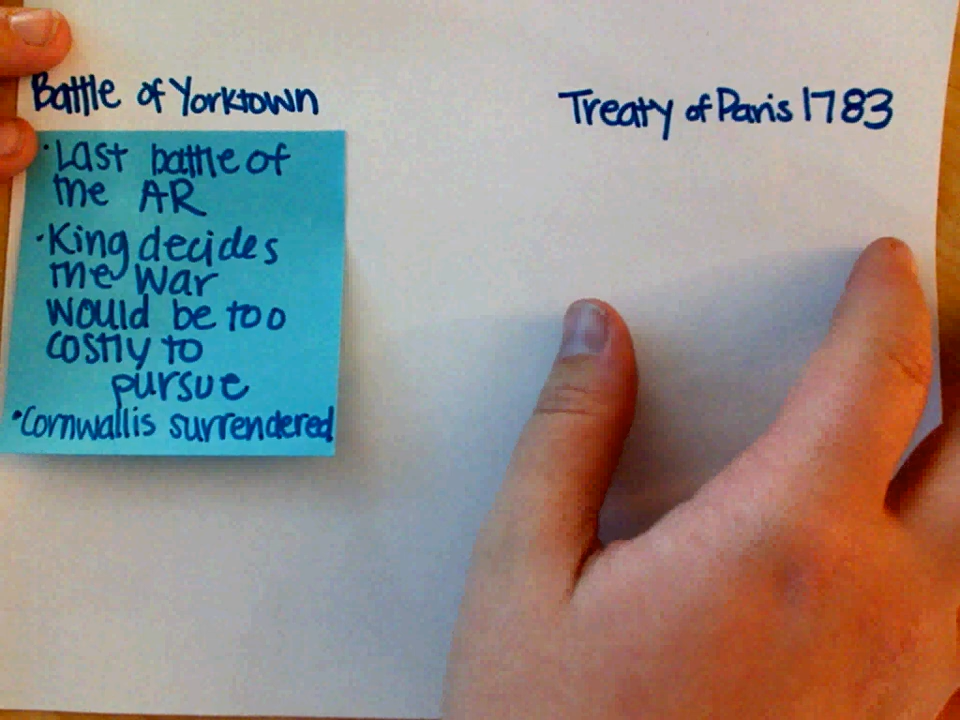 Battle of Yorktown
Treaty of Paris 1783
·Last battle of
the AR
·King decides
the war
would be too
costly to
pursue
·Cornwallis surrendered